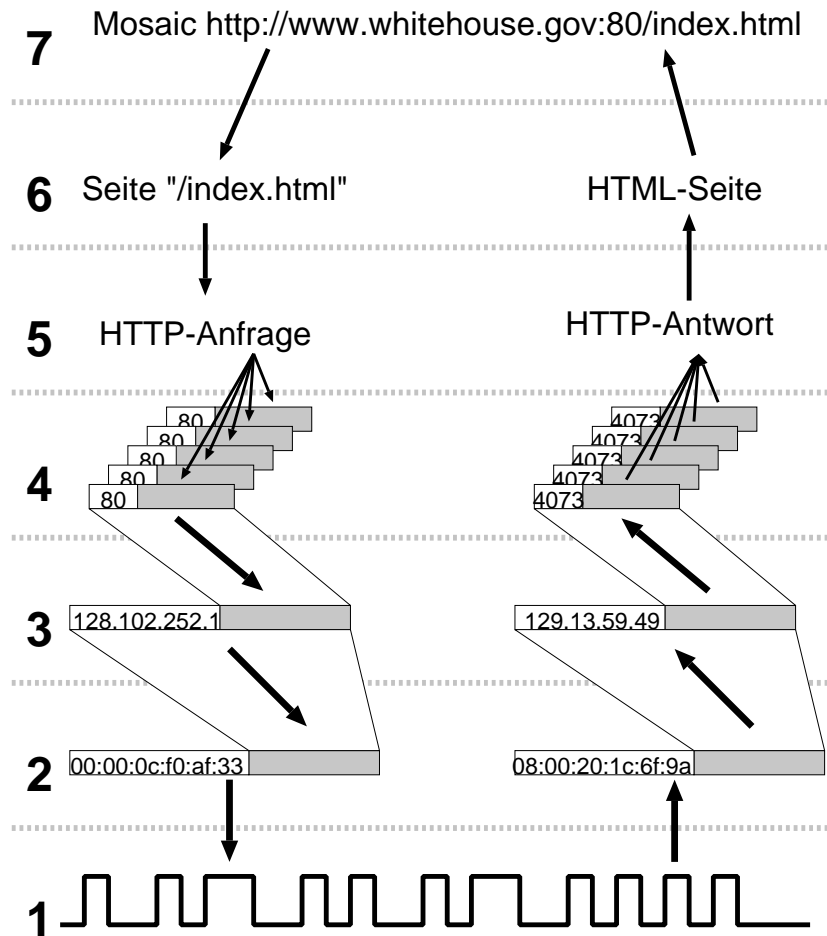 7 Mosaic http://www.whitehouse.gov:80/index.html
6 Seite "/index.html" HTML-Seite
5 HTTP-Anfrage HTTP-Antwort
80 4073
80 4073
80 4073
80 4073
4 80 4073
3 128.102.252.1 129.13.59.49
2 00:00:0c:f0:af:33 08:00:20:1c:6f:9a
1